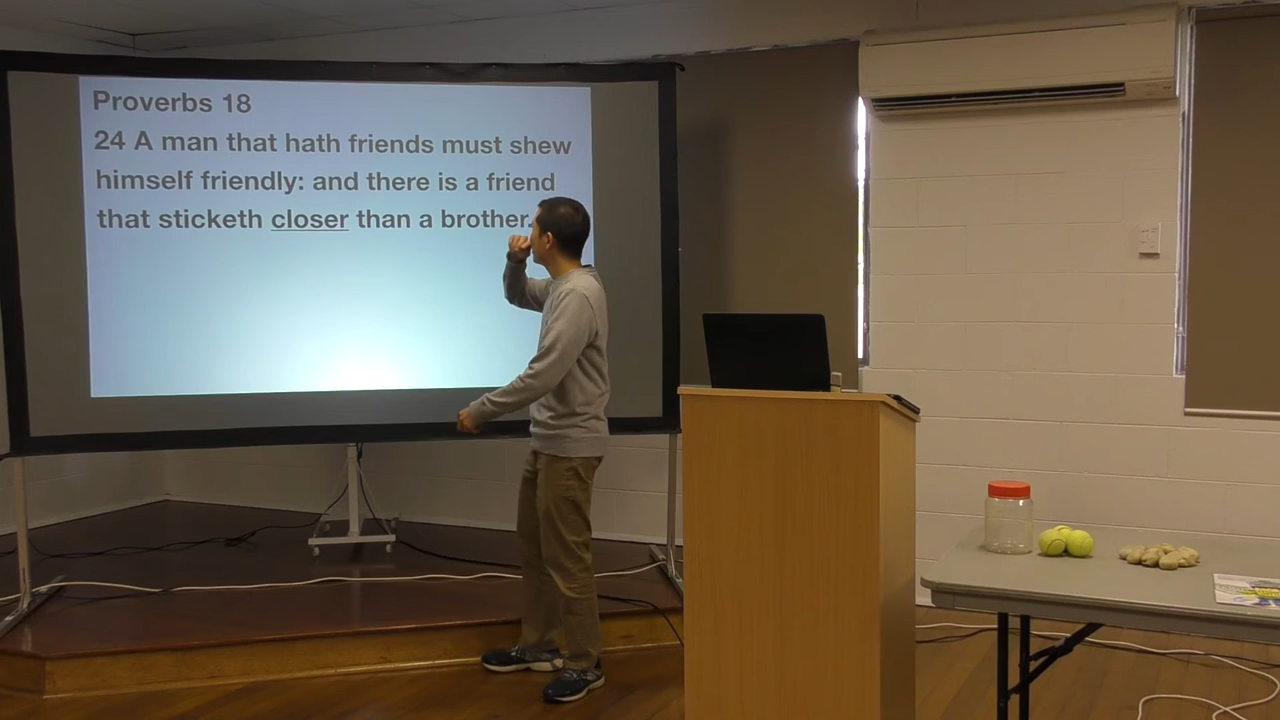 Proverbs 18
24 A man that hath friends must shew
himself friendly: and there is a friend
that sticketh closer than a brother.